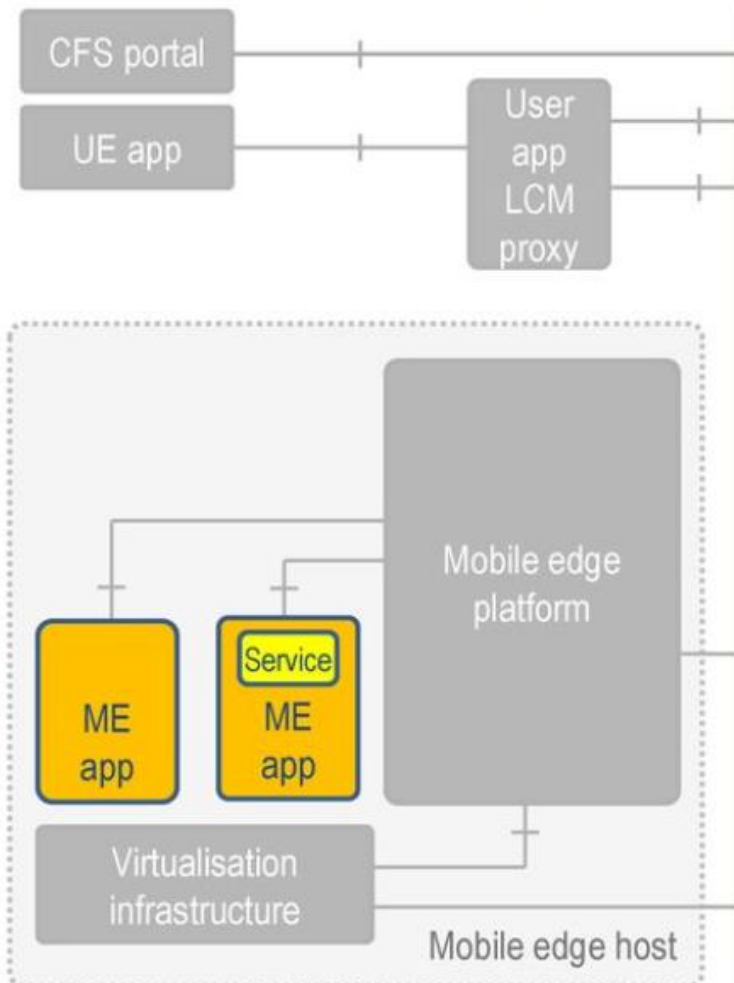 CFS portal
UE app
User
app
LCM
proxy
Mobile edge
platform
Service
ME
app
ME
app
Virtualisation
infrastructure
Mobile edge host